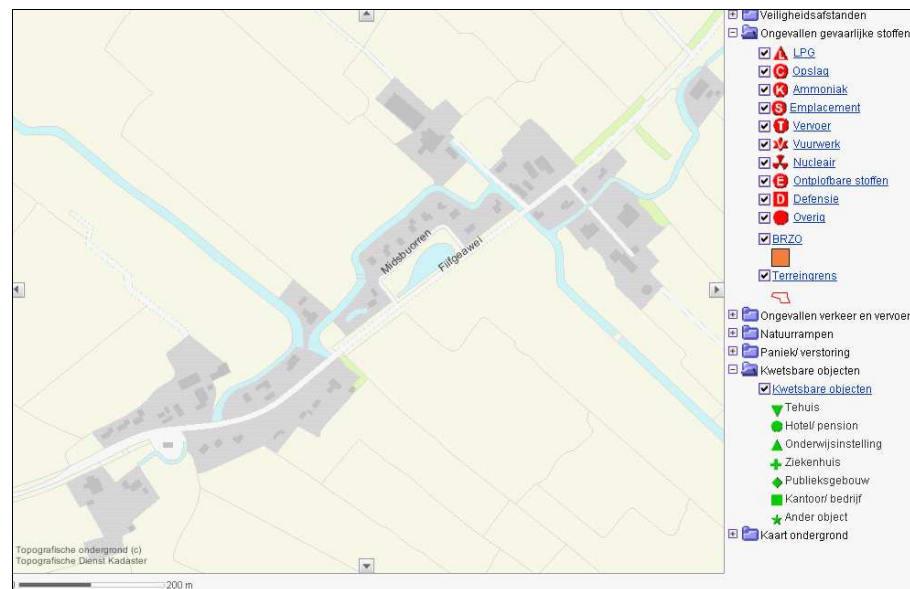 Midsbuorren
Fiifgeawei
Topografische ondergrond (c)
Topografische Dienst Kadaster
200 m
Veiligheidsafstanden
Ongevallen gevaarlijke stoffen
L LPG
C Opslag
K Ammoniak
S Emplacement
T Vervoer
Vuurwerk
Nucleair
E Ontplofbare stoffen
D Defensie
Overig
BRZO
Terreingrens
Ongevallen verkeer en vervoer
Natuurrampen
Paniek/ verstoring
Kwetsbare objecten
Kwetsbare objecten
Tehuis
Hotel/ pension
Onderwijsinstelling
Ziekenhuis
Publieksgebouw
Kantoor/ bedrijf
Ander object
Kaart ondergrond